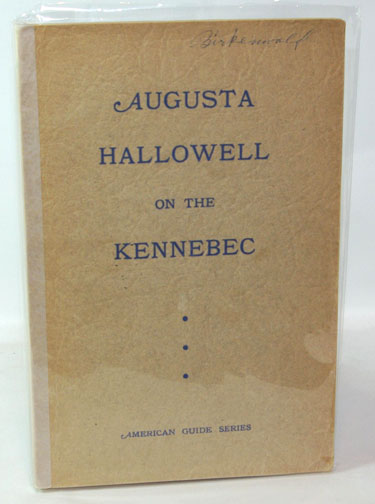 Birkenwald
AUGUSTA
HALLOWELL
ON THE
KENNEBEC
AMERICAN GUIDE SERIES